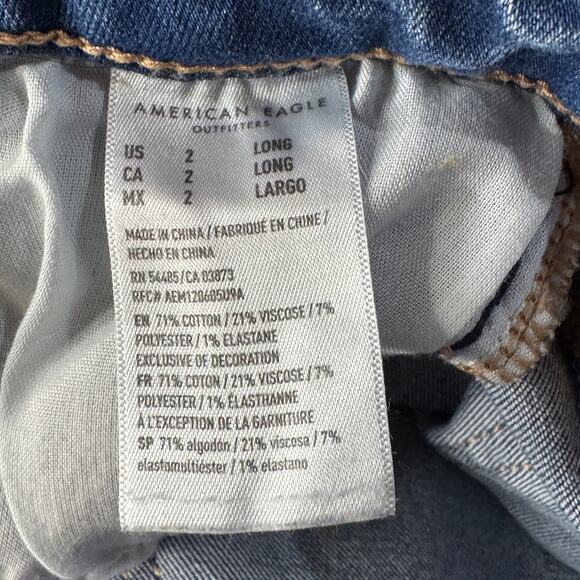 AMERICAN EAGLE
OUTFITTERS
US 2 LONG
CA 2 LONG
MX 2 LARGO
MADE IN CHINA / FABRIQUÉ EN CHINE /
HECHO EN CHINA
RN 54485 / CA 83873
RFC# AEM120605U9A
EN 71% COTTON / 21% VISCOSE / 7%
POLYESTER / 1% ELASTANE
EXCLUSIVE OF DECORATION
FR 71% COTON / 21% VISCOSE / 7%
POLYESTER / 1% ELASTHANNE
À L'EXCEPTION DE LA GARNITURE
SP 71% algodón / 21% viscosa / 7%
elastomultiéster / 1% elastano